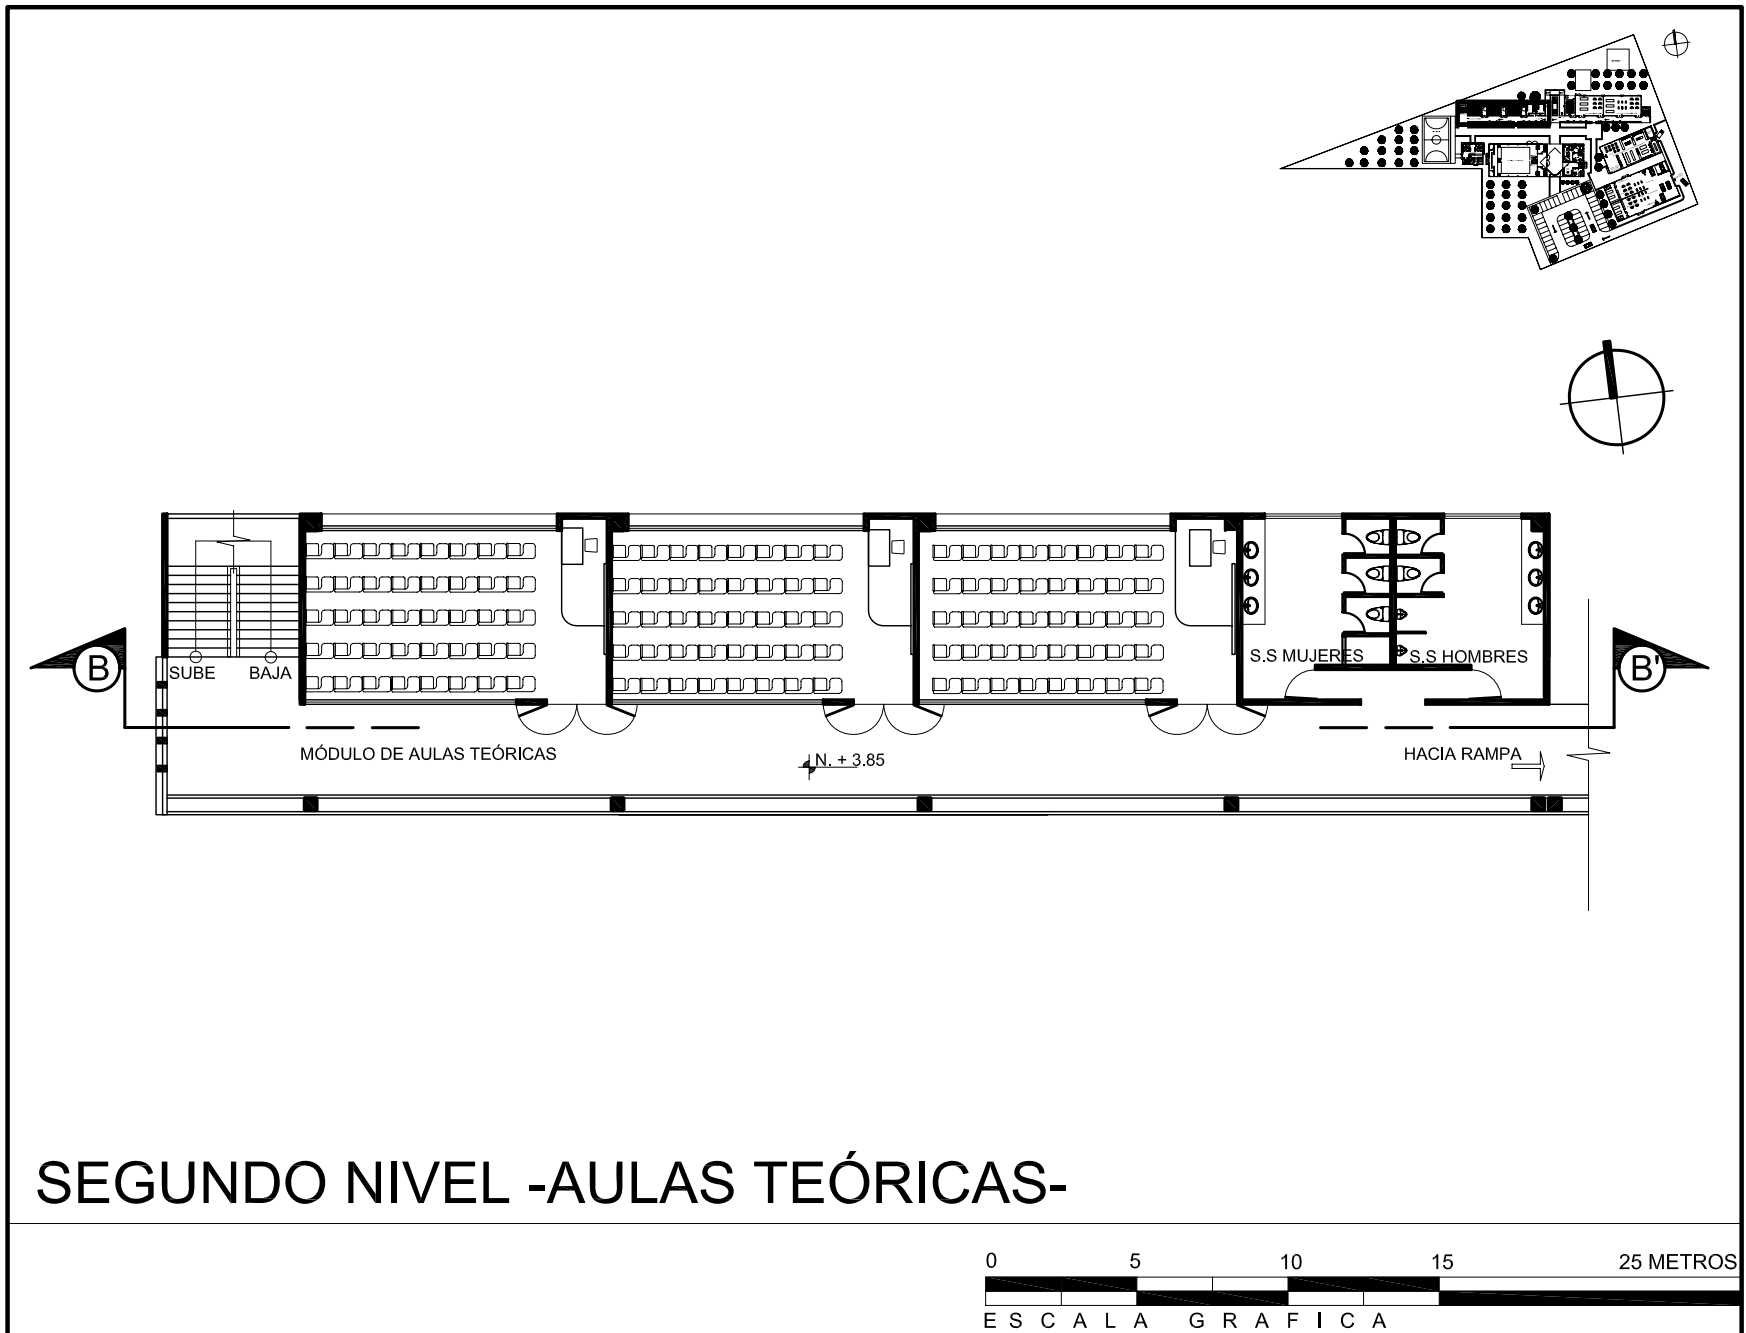 B
SUBE
BAJA
S.S MUJERES
S.S HOMBRES
B'
MÓDULO DE AULAS TEÓRICAS
N. + 3.85
HACIA RAMPA
SEGUNDO NIVEL -AULAS TEÓRICAS-
0 5 10 15 25 METROS
ESCALA GRAFICA